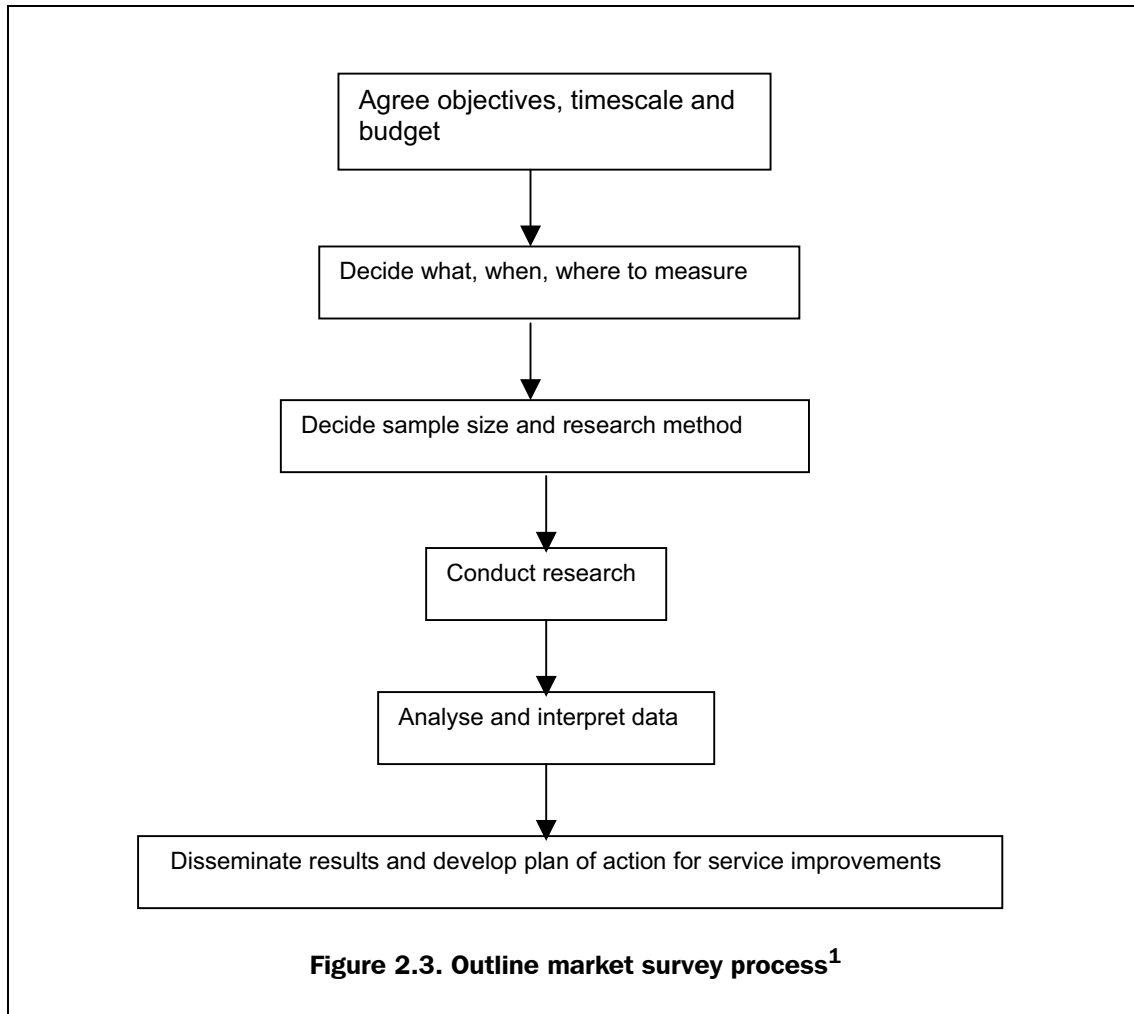 Agree objectives, timescale and
budget
Decide what, when, where to measure
Decide sample size and research method
Conduct research
Analyse and interpret data
Disseminate results and develop plan of action for service improvements
Figure 2.3. Outline market survey process1